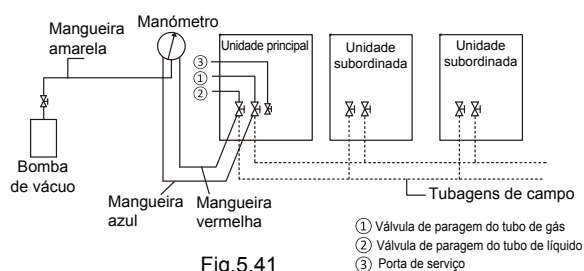 Mangueira
amarela
Manómetro
Unidade principal
③
①
②
Unidade
subordinada
Unidade
subordinada
Bomba
de vácuo
Mangueira
azul
Mangueira
vermelha
Tubagens de campo
① Válvula de paragem do tubo de gás
② Válvula de paragem do tubo de líquido
③ Porta de serviço
Fig.5.41